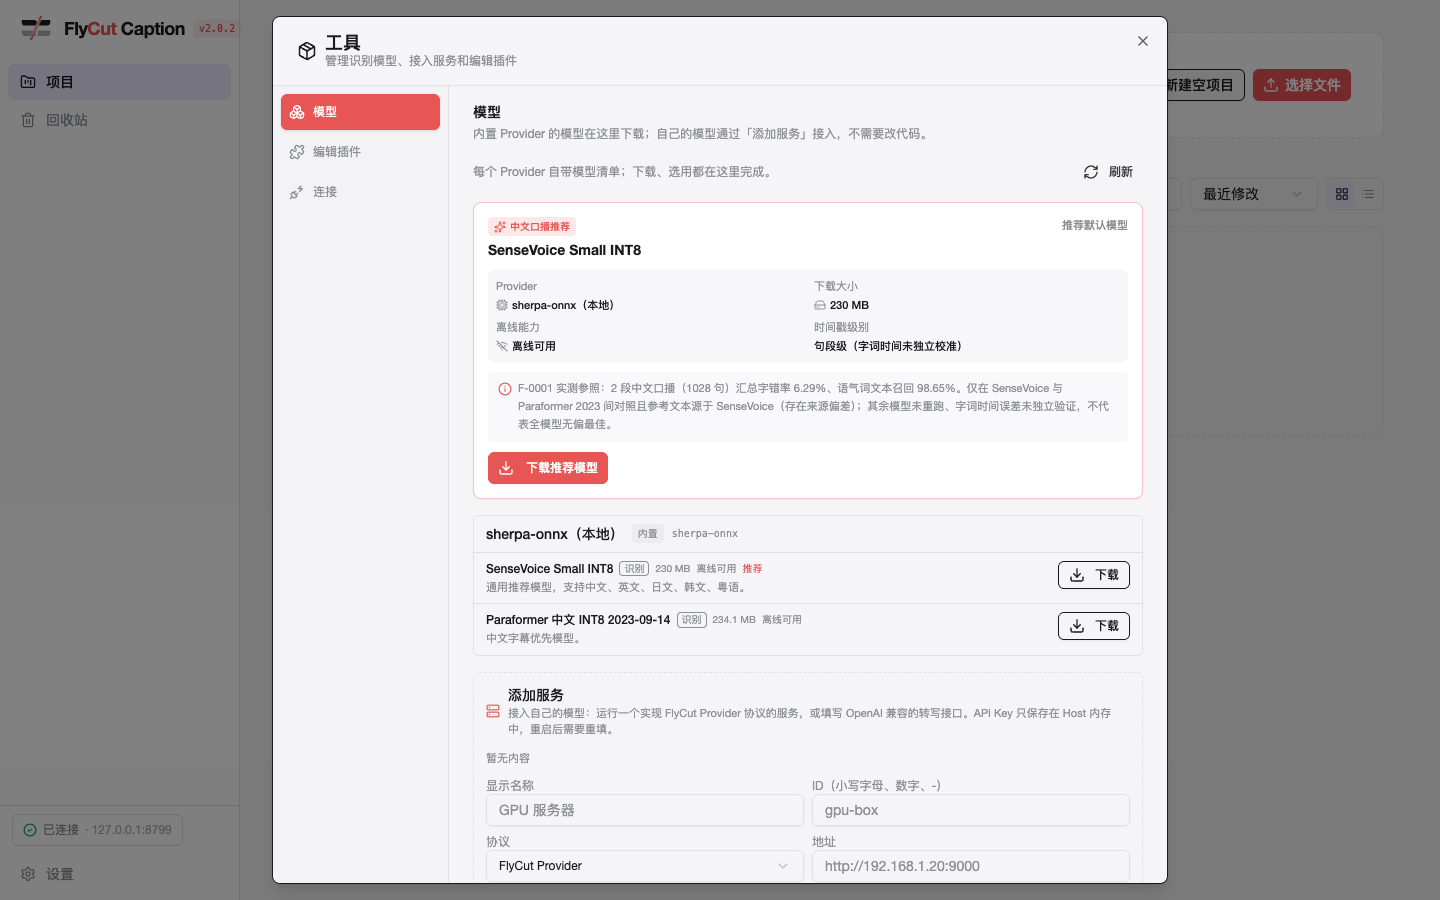 FlyCut Caption v2.0.2
项目
回收站
已连接 · 127.0.0.1:8799
设置
新建空项目
选择文件
最近修改
工具
管理识别模型、接入服务和编辑插件
模型
编辑插件
连接
模型
内置 Provider 的模型在这里下载；自己的模型通过「添加服务」接入，不需要改代码。
每个 Provider 自带模型清单；下载、选用都在这里完成。
刷新
中文口播推荐
推荐默认模型
SenseVoice Small INT8
Provider
下载大小
sherpa-onnx（本地）
230 MB
离线能力
时间戳级别
离线可用
句段级（字词时间未独立校准）
F-0001 实测参照：2 段中文口播（1028 句）汇总字错率 6.29%、语气词文本召回 98.65%。仅在 SenseVoice 与
Paraformer 2023 间对照且参考文本源于 SenseVoice（存在来源偏差）；其余模型未重跑、字词时间误差未独立验证，不代
表全模型无偏最佳。
下载推荐模型
sherpa-onnx（本地） 内置 sherpa-onnx
SenseVoice Small INT8 识别 230 MB 离线可用 推荐
通用推荐模型，支持中文、英文、日文、韩文、粤语。
下载
Paraformer 中文 INT8 2023-09-14 识别 234.1 MB 离线可用
中文字幕优先模型。
下载
添加服务
接入自己的模型：运行一个实现 FlyCut Provider 协议的服务，或填写 OpenAI 兼容的转写接口。API Key 只保存在 Host 内存
中，重启后需要重填。
暂无内容
显示名称
ID（小写字母、数字、-）
GPU 服务器
gpu-box
协议
地址
FlyCut Provider
http://192.168.1.20:9000